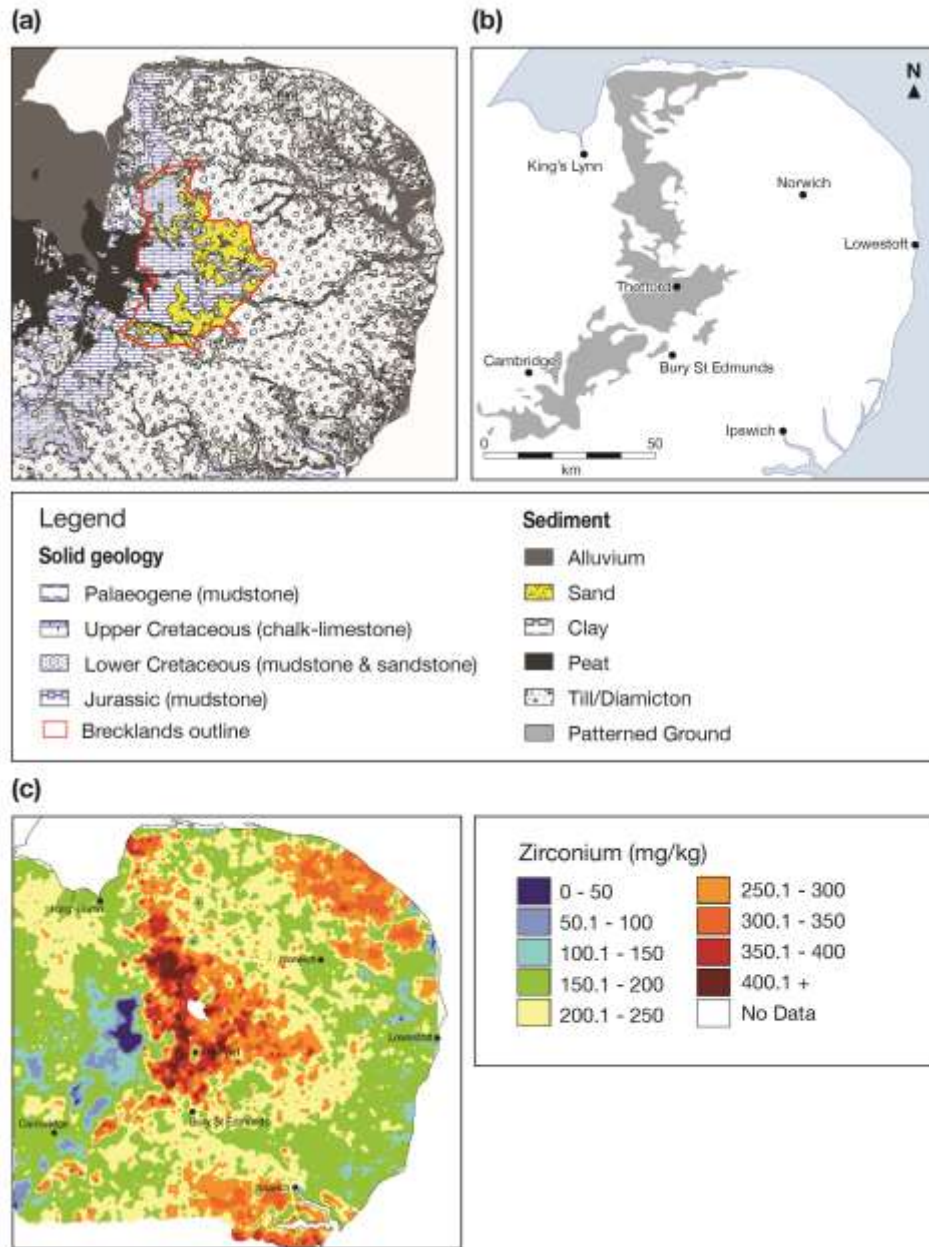 (a)
(b)
N
King's Lynn
Norwich
Lowestoft
Thetford
Cambridge
Bury St Edmunds
Ipswich
0
50
km
Legend
Solid geology
Palaeogene (mudstone)
Upper Cretaceous (chalk-limestone)
Lower Cretaceous (mudstone & sandstone)
Jurassic (mudstone)
Brecklands outline
Sediment
Alluvium
Sand
Clay
Peat
Till/Diamicton
Patterned Ground
(c)
Norwich
Lowestoft
Bury St Edmunds
Cambridge
Ipswich
Zirconium (mg/kg)
0 - 50
50.1 - 100
100.1 - 150
150.1 - 200
200.1 - 250
250.1 - 300
300.1 - 350
350.1 - 400
400.1 +
No Data